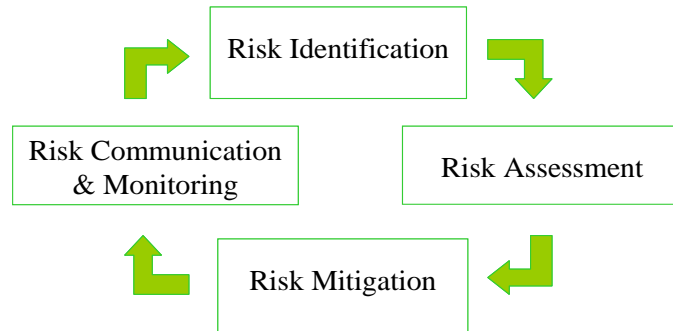 Risk Identification
Risk Communication
& Monitoring
Risk Assessment
Risk Mitigation